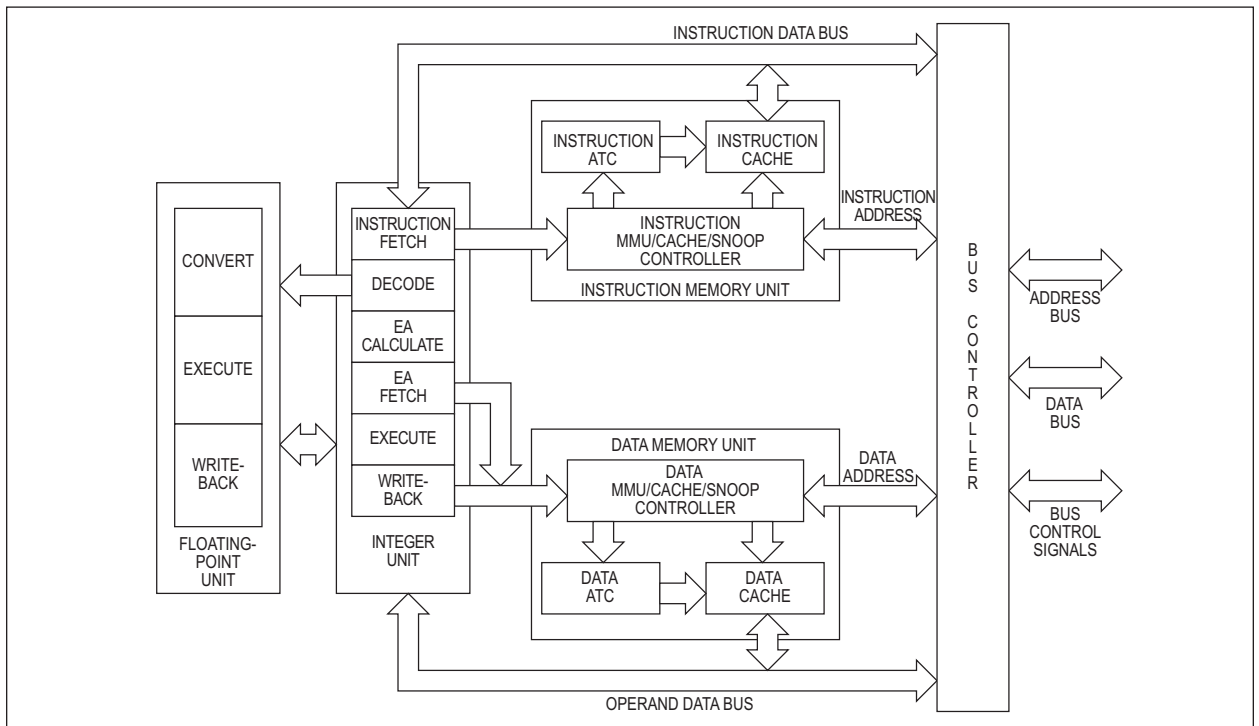 INSTRUCTION DATA BUS
INSTRUCTION
ATC
INSTRUCTION
CACHE
INSTRUCTION
ADDRESS
INSTRUCTION
MMU/CACHE/SNOOP
CONTROLLER
INSTRUCTION MEMORY UNIT
CONVERT
EXECUTE
WRITE-
BACK
FLOATING-
POINT
UNIT
INSTRUCTION
FETCH
DECODE
EA
CALCULATE
EA
FETCH
EXECUTE
WRITE-
BACK
INTEGER
UNIT
DATA MEMORY UNIT
DATA
MMU/CACHE/SNOOP
CONTROLLER
DATA
ADDRESS
DATA
ATC
DATA
CACHE
OPERAND DATA BUS
BUS CONTROLLER
ADDRESS
BUS
DATA
BUS
BUS
CONTROL
SIGNALS